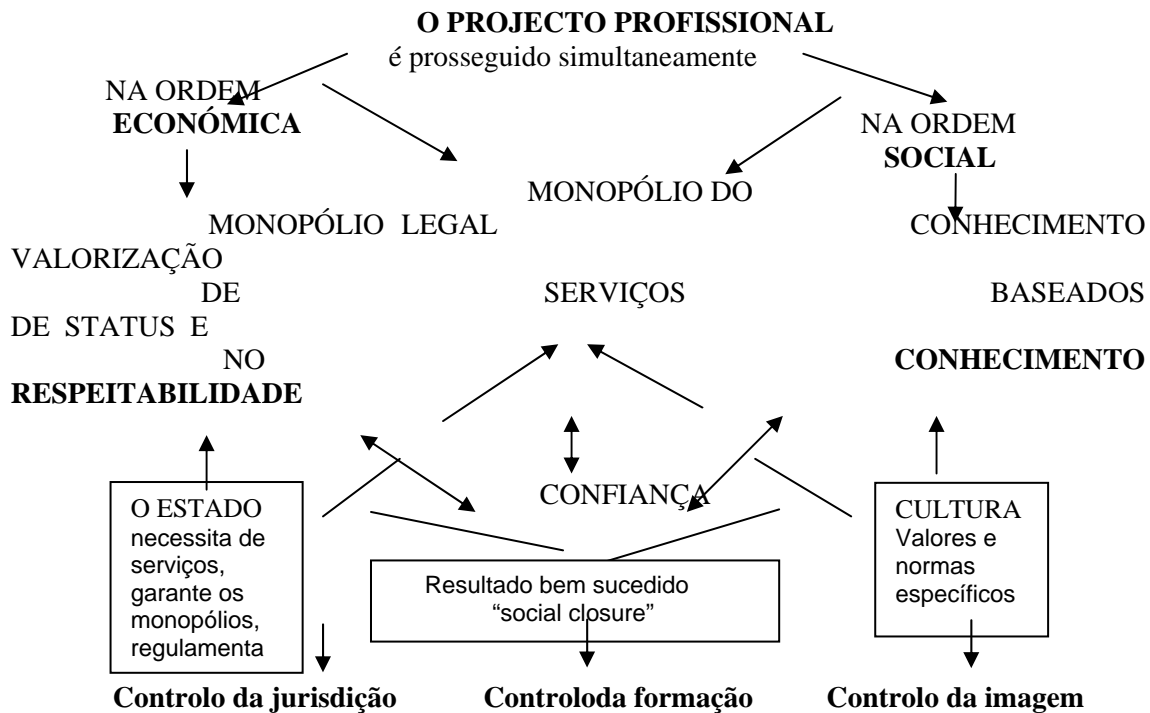 O PROJECTO PROFISSIONAL
é prosseguido simultaneamente
NA ORDEM
ECONÓMICA
NA ORDEM
SOCIAL
MONOPÓLIO DO
MONOPÓLIO LEGAL CONHECIMENTO
VALORIZAÇÃO
DE SERVIÇOS BASEADOS
DE STATUS E
NO CONHECIMENTO
RESPEITABILIDADE
CONFIANÇA
O ESTADO
necessita de
serviços,
garante os
monopólios,
regulamenta
Resultado bem sucedido
“social closure”
CULTURA
Valores e
normas
específicos
Controlo da jurisdição Controloda formação Controlo da imagem